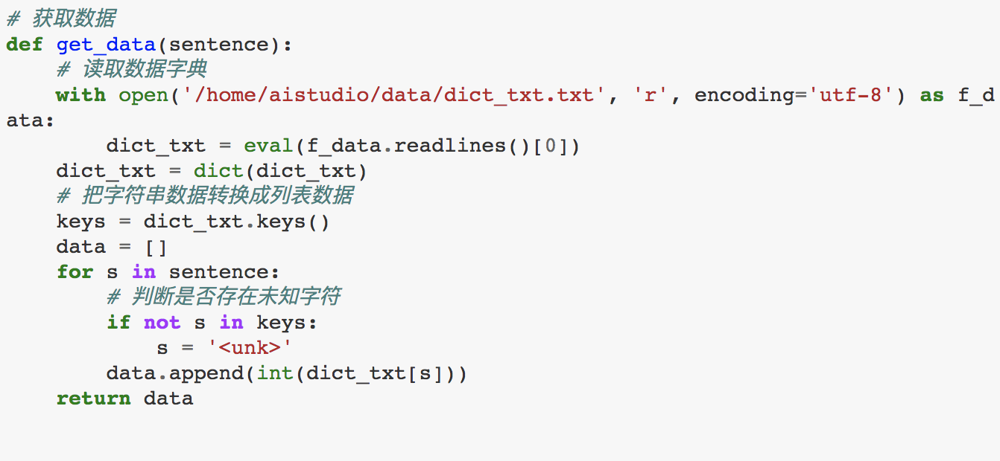 # 获取数据
def get_data(sentence):
    # 读取数据字典
    with open('/home/aistudio/data/dict_txt.txt', 'r', encoding='utf-8') as f_d
ata:
        dict_txt = eval(f_data.readlines()[0])
    dict_txt = dict(dict_txt)
    # 把字符串数据转换成列表数据
    keys = dict_txt.keys()
    data = []
    for s in sentence:
        # 判断是否存在未知字符
        if not s in keys:
            s = '<unk>'
        data.append(int(dict_txt[s]))
    return data